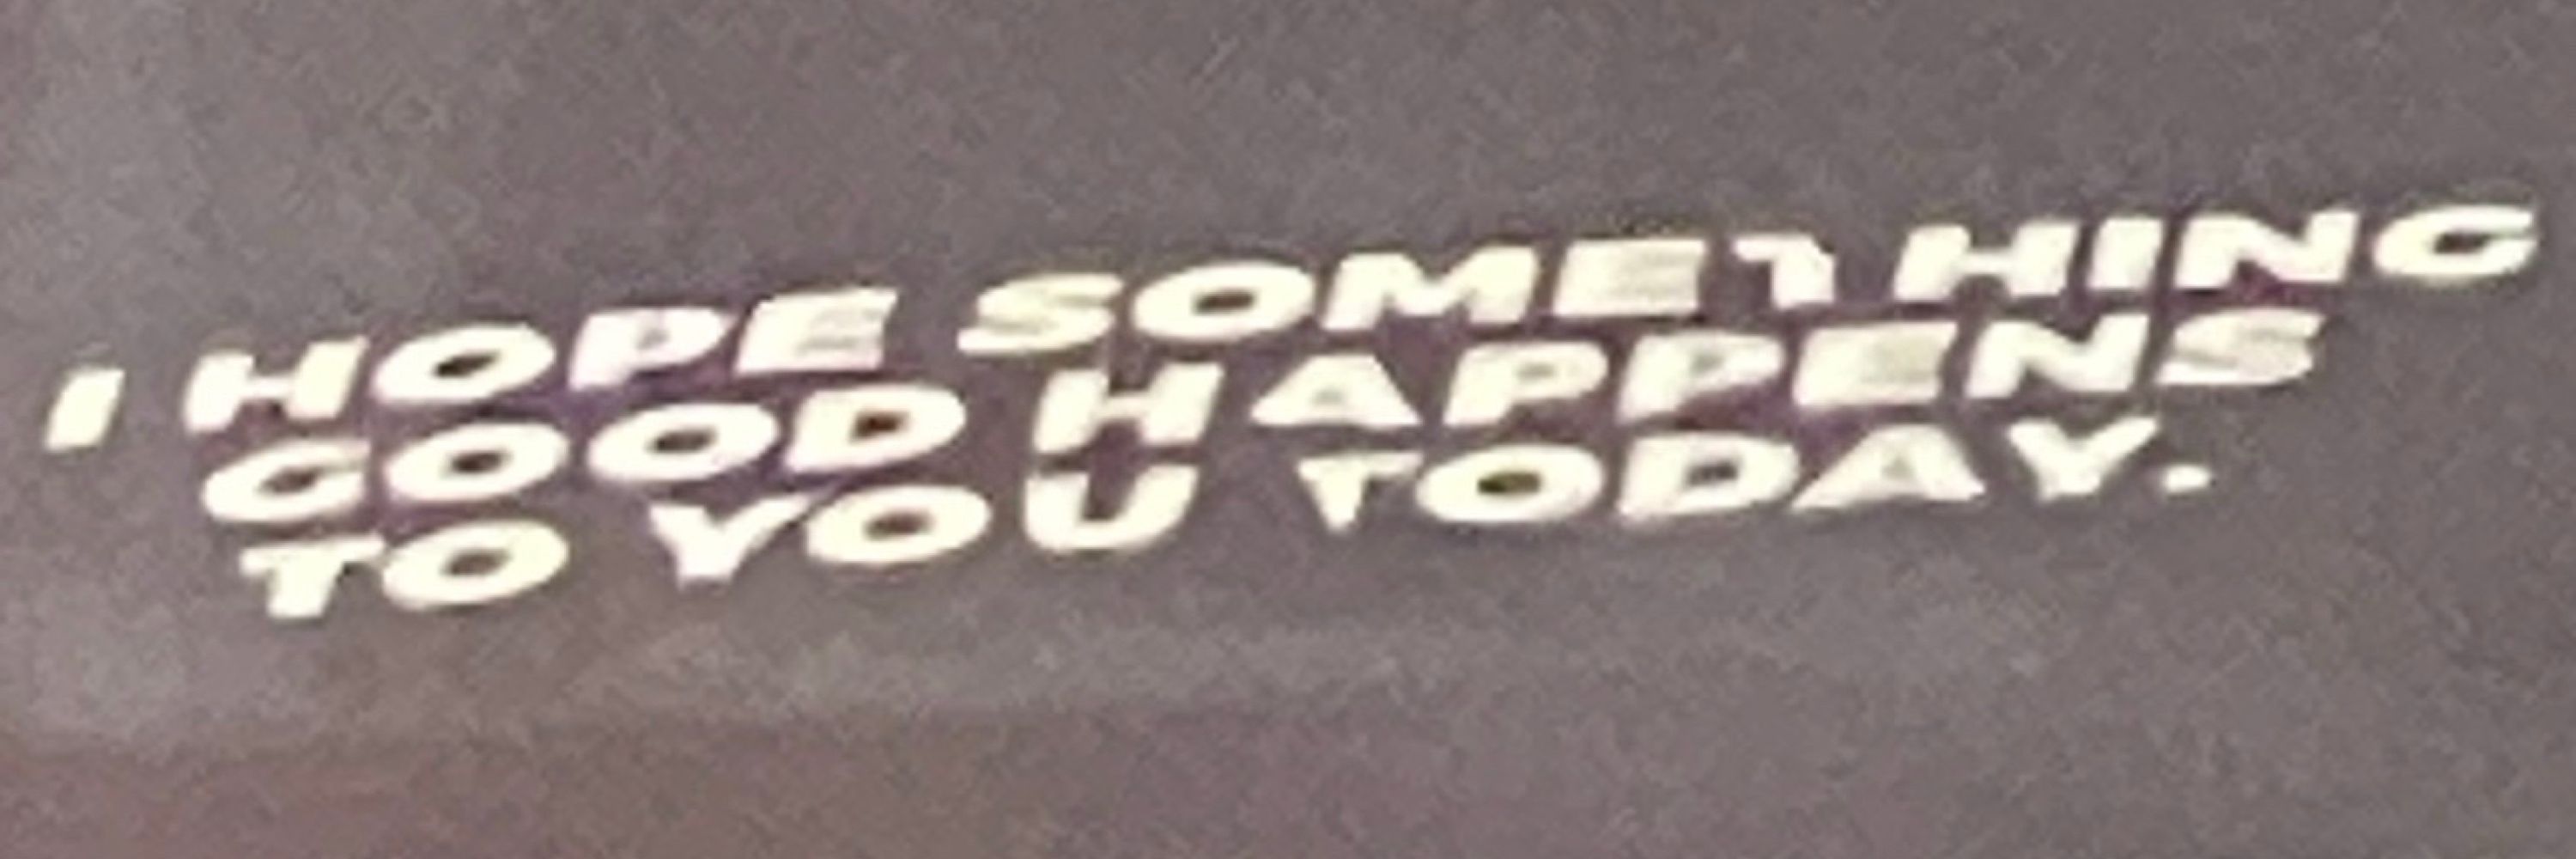 I HOPE SOMETHING
GOOD HAPPENS
TO YOU TODAY.